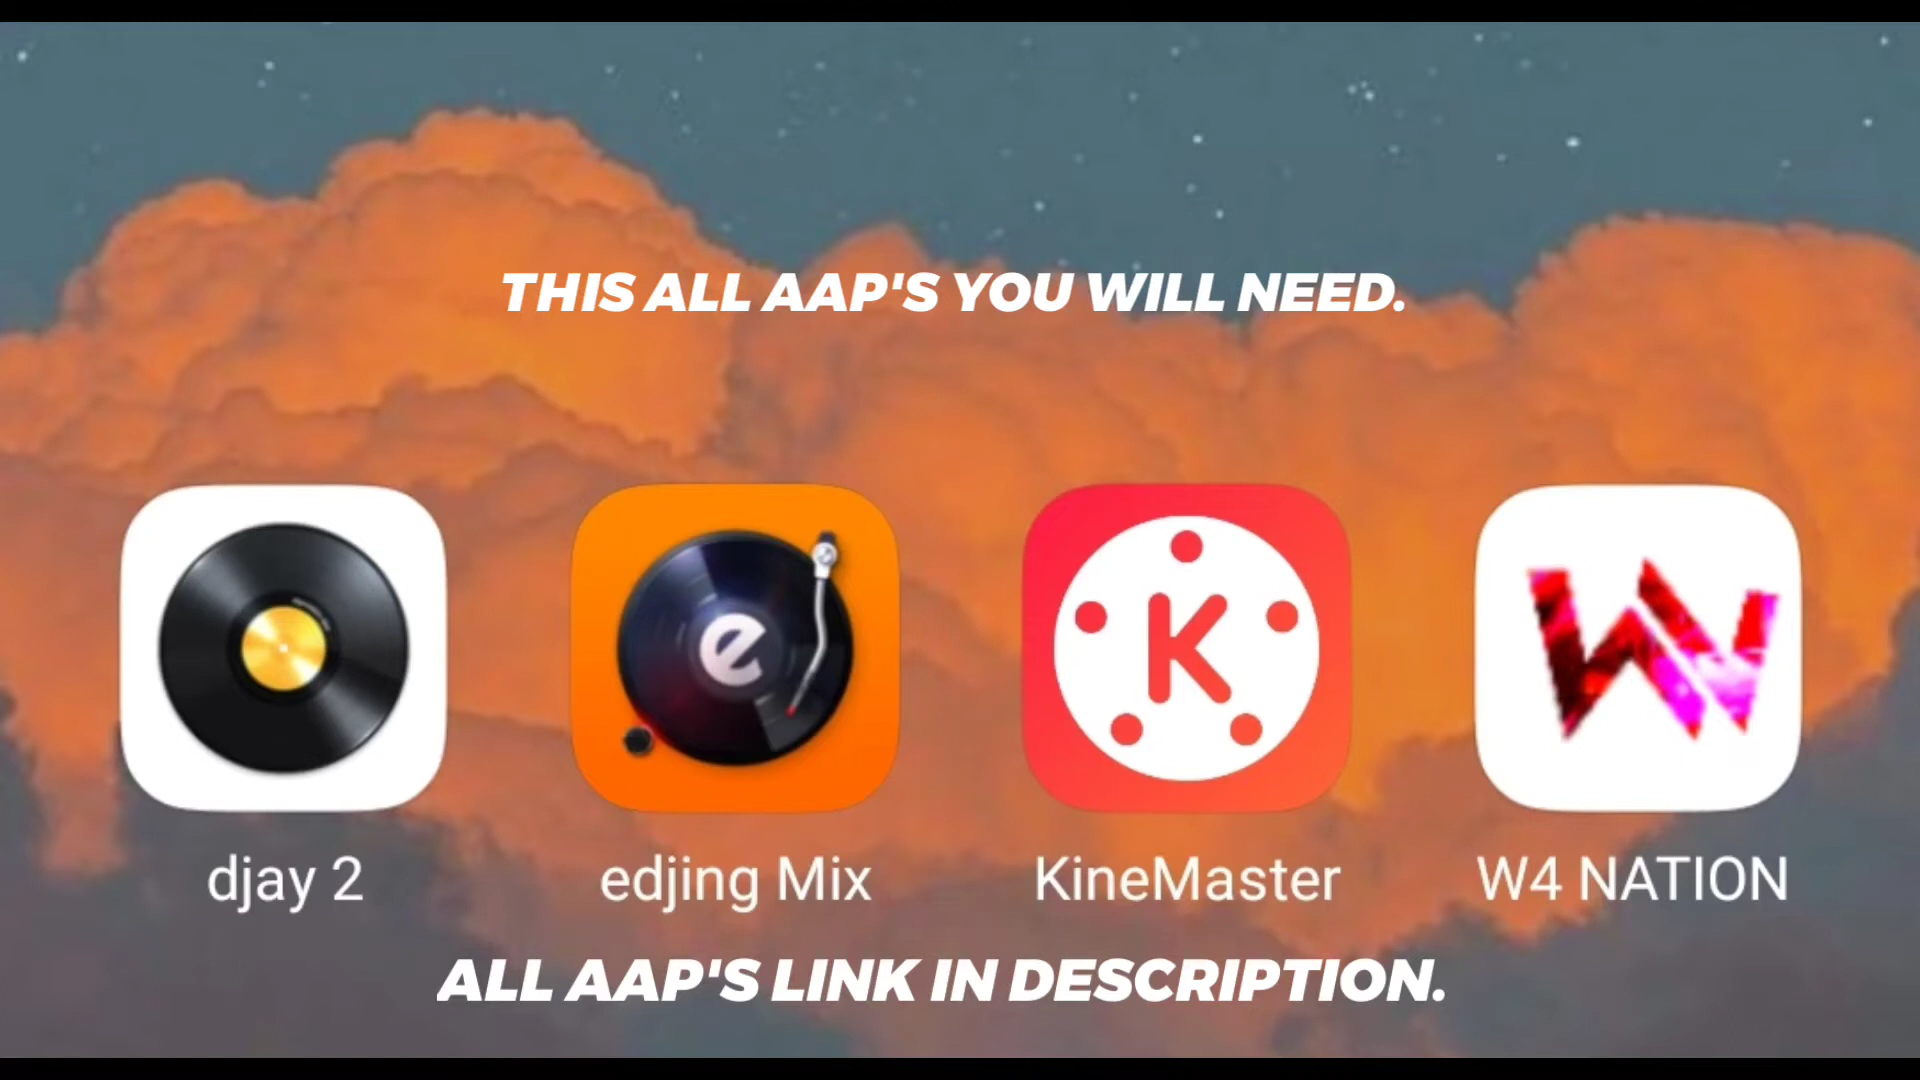 THIS ALL AAP'S YOU WILL NEED.
e
K
W
djay 2
edjing Mix
KineMaster
W4 NATION
ALL AAP'S LINK IN DESCRIPTION.